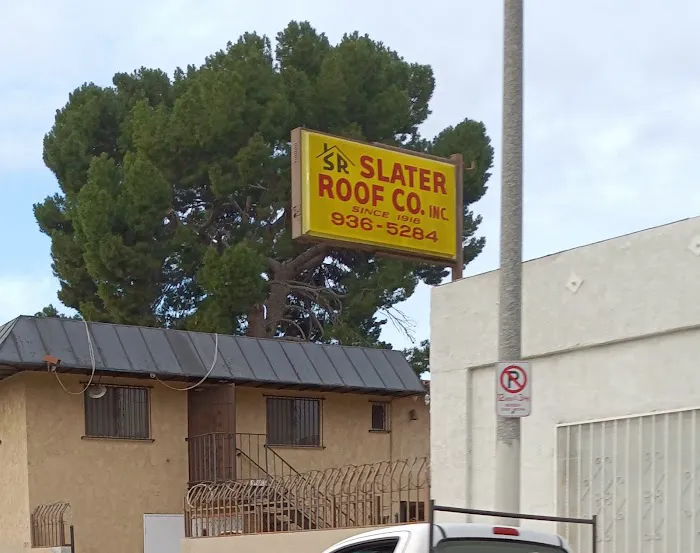 SR SLATER
ROOF CO. INC.
SINCE 1918
936-5284